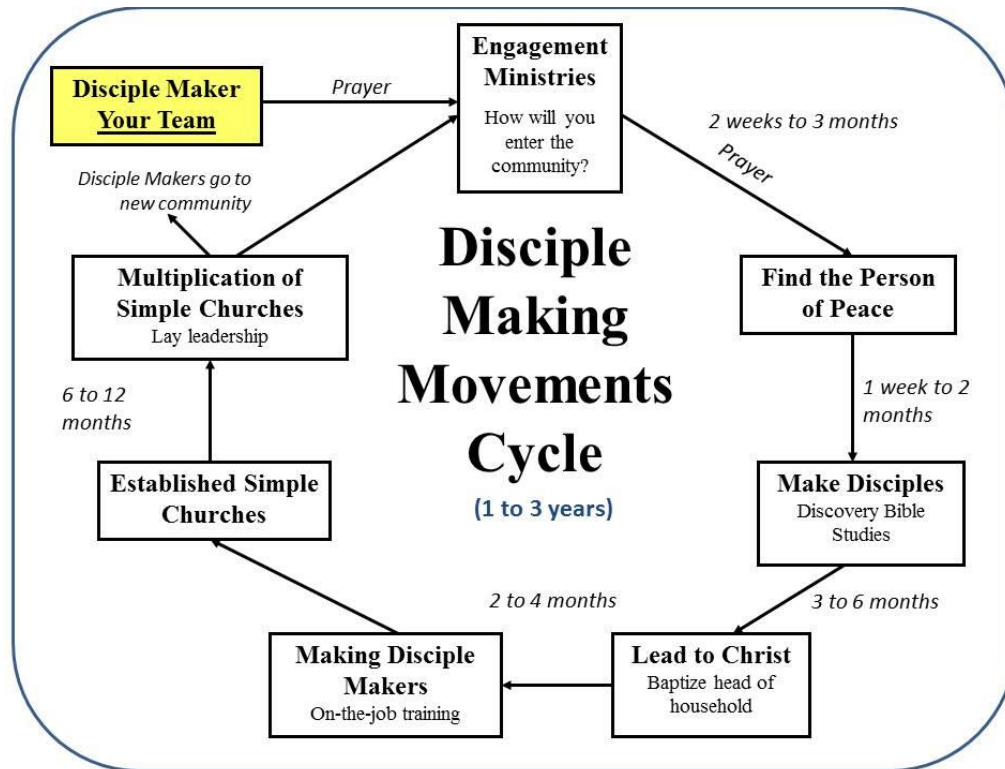 Disciple Maker
Your Team
Prayer
Engagement
Ministries
How will you
enter the
community?
2 weeks to 3 months
Prayer
Find the Person
of Peace
1 week to 2
months
Make Disciples
Discovery Bible
Studies
3 to 6 months
Lead to Christ
Baptize head of
household
2 to 4 months
Making Disciple
Makers
On-the-job training
Established Simple
Churches
6 to 12
months
Multiplication of
Simple Churches
Lay leadership
Disciple Makers go to
new community
Disciple
Making
Movements
Cycle
(1 to 3 years)